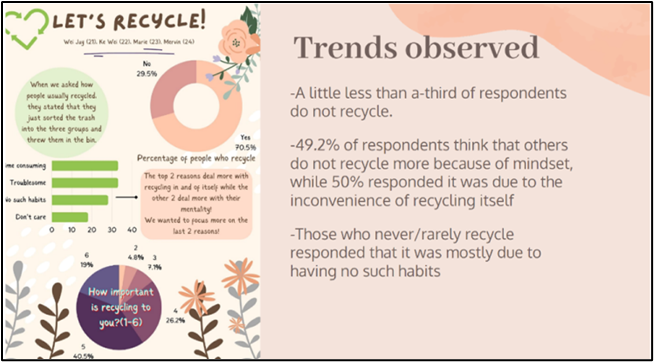 LET'S RECYCLE!
Wei Jag (21), Ke Wei (22), Marie (23), Mervin (24)
When we asked how
people usually recycled,
they stated that they
just sorted the trash
into the three groups and
threw them in the bin.
No
29.5%
Yes
70.5%
Percentage of people who recycle
me consuming
Troublesome
o such habits
Don't care
0 10 20 30 40
The top 2 reasons deal more with
recycling in and of itself while the
other 2 deal more with their
mentality!
We wanted to focus more on the
last 2 reasons!
2
4.8%
3
7.1%
6
19%
How important
is recycling to
you?(1-6)
4
26.2%
5
40.5%
Trends observed
-A little less than a-third of respondents
do not recycle.
-49.2% of respondents think that others
do not recycle more because of mindset,
while 50% responded it was due to the
inconvenience of recycling itself
-Those who never/rarely recycle
responded that it was mostly due to
having no such habits